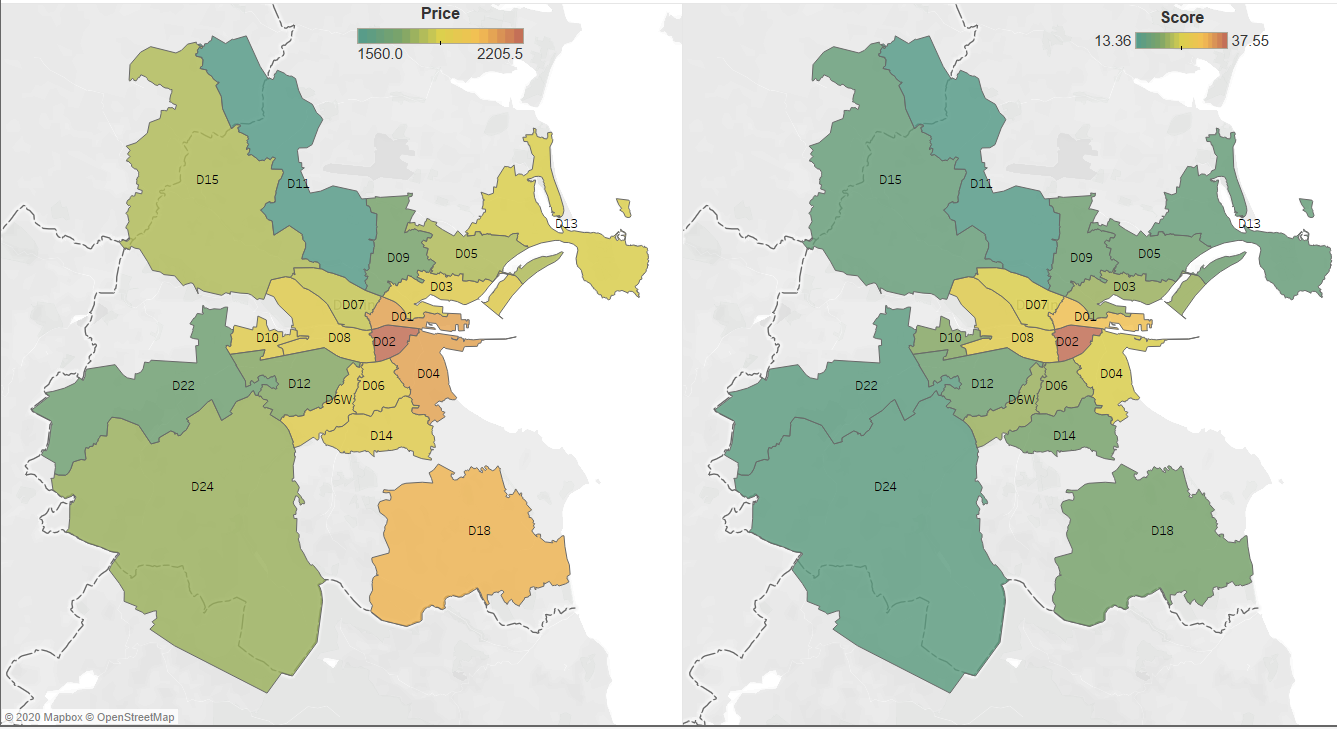 Price
1560.0 2205.5
D15
D11
D13
D05
D09
D03
D07
D01
D10
D08
D02
D04
D22
D12
D06
D6W
D14
D24
D18
© 2020 Mapbox © OpenStreetMap
Score
13.36 37.55
D15
D11
D13
D05
D09
D03
D07
D01
D10
D08
D02
D04
D22
D12
D06
D6W
D14
D24
D18